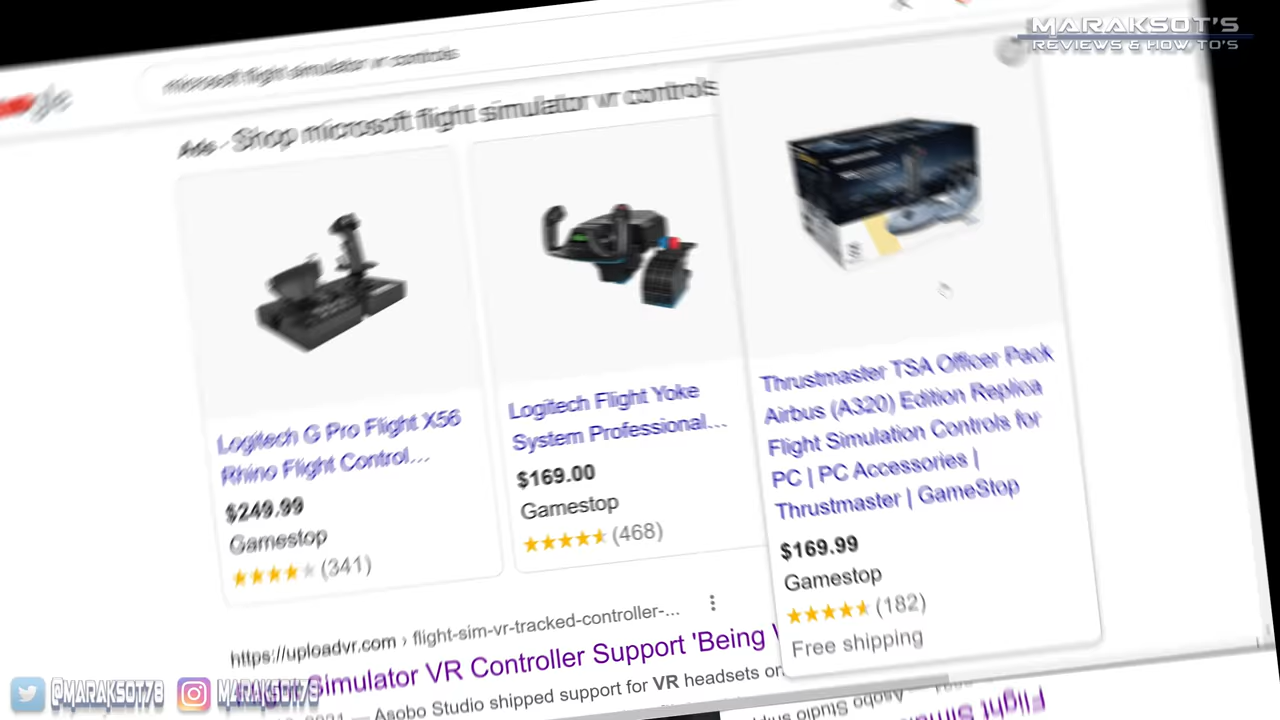 MARAKSOT'S
REVIEWS & HOW TO'S
microsoft flight simulator vr controls
Ads · Shop microsoft flight simulator vr controls
Logitech G Pro Flight X56
Rhino Flight Control...
$249.99
Gamestop
(341)
Logitech Flight Yoke
System Professional...
$169.00
Gamestop
(468)
Thrustmaster TSA Officer Pack
Airbus (A320) Edition Replica
Flight Simulation Controls for
PC | PC Accessories |
Thrustmaster | GameStop
$169.99
Gamestop
(182)
Free shipping
https://uploadvr.com › flight-sim-vr-tracked-controller-...
Simulator VR Controller Support 'Being
2021 — Asobo Studio shipped support for VR headsets on
@MARAKSOT78
MARAKSOT78